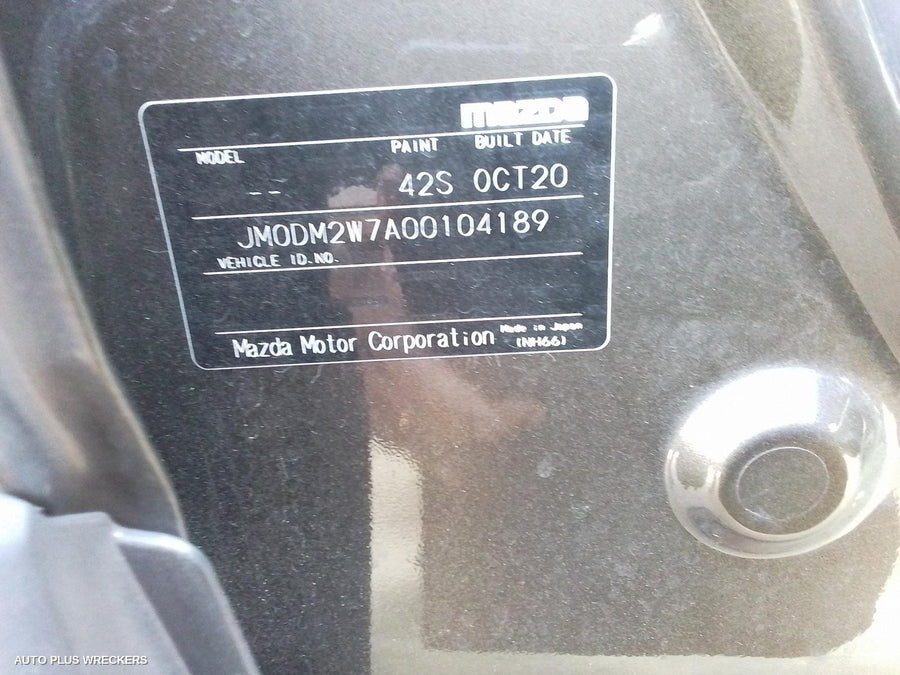 mazda
MODEL PAINT BUILT DATE
-- 42S OCT20
JM0DM2W7A00104189
VEHICLE ID.NO.
Mazda Motor Corporation Made in Japan
(NH66)
AUTO PLUS WRECKERS